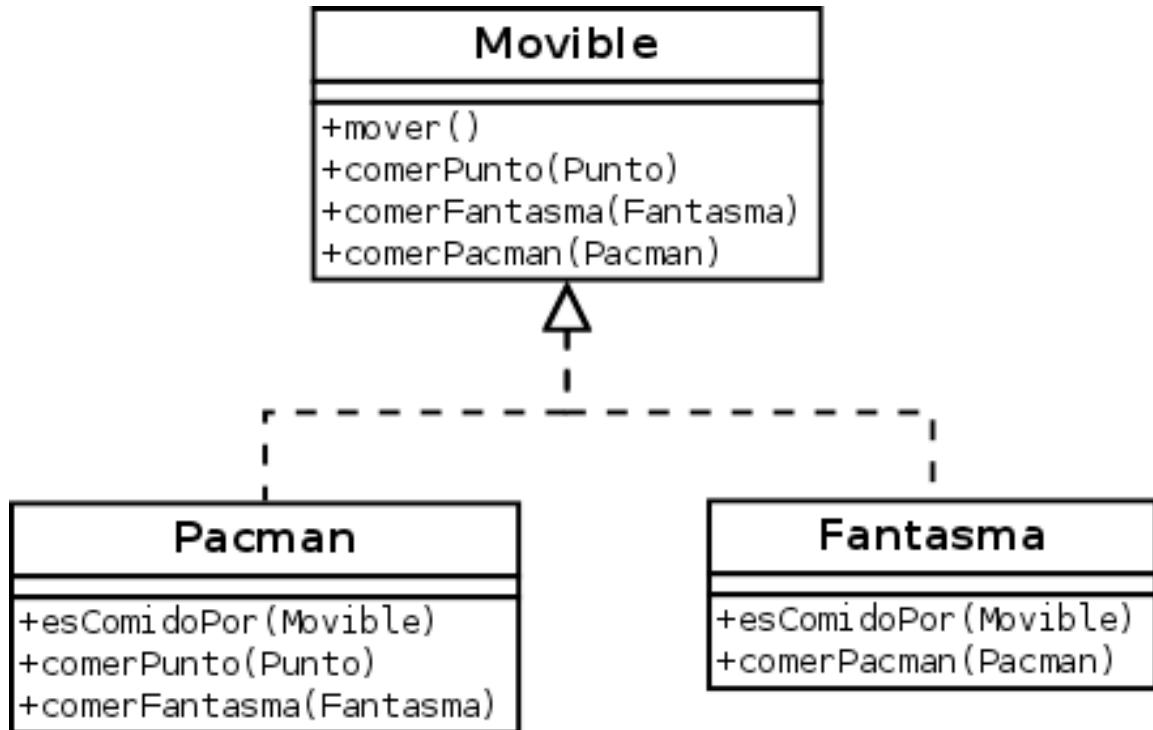 Movible
+mover()
+comerPunto(Punto)
+comerFantasma(Fantasma)
+comerPacman(Pacman)
Pacman
+esComidoPor(Movible)
+comerPunto(Punto)
+comerFantasma(Fantasma)
Fantasma
+esComidoPor(Movible)
+comerPacman(Pacman)